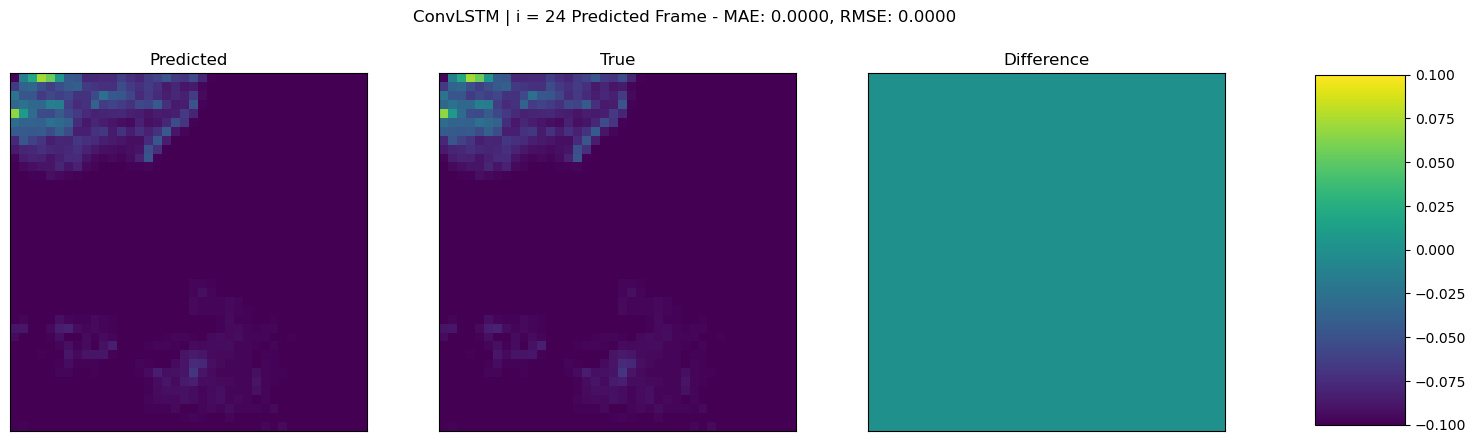 ConvLSTM | i = 24 Predicted Frame - MAE: 0.0000, RMSE: 0.0000
Predicted
True
Difference
0.100
0.075
0.050
0.025
0.000
−0.025
−0.050
−0.075
−0.100